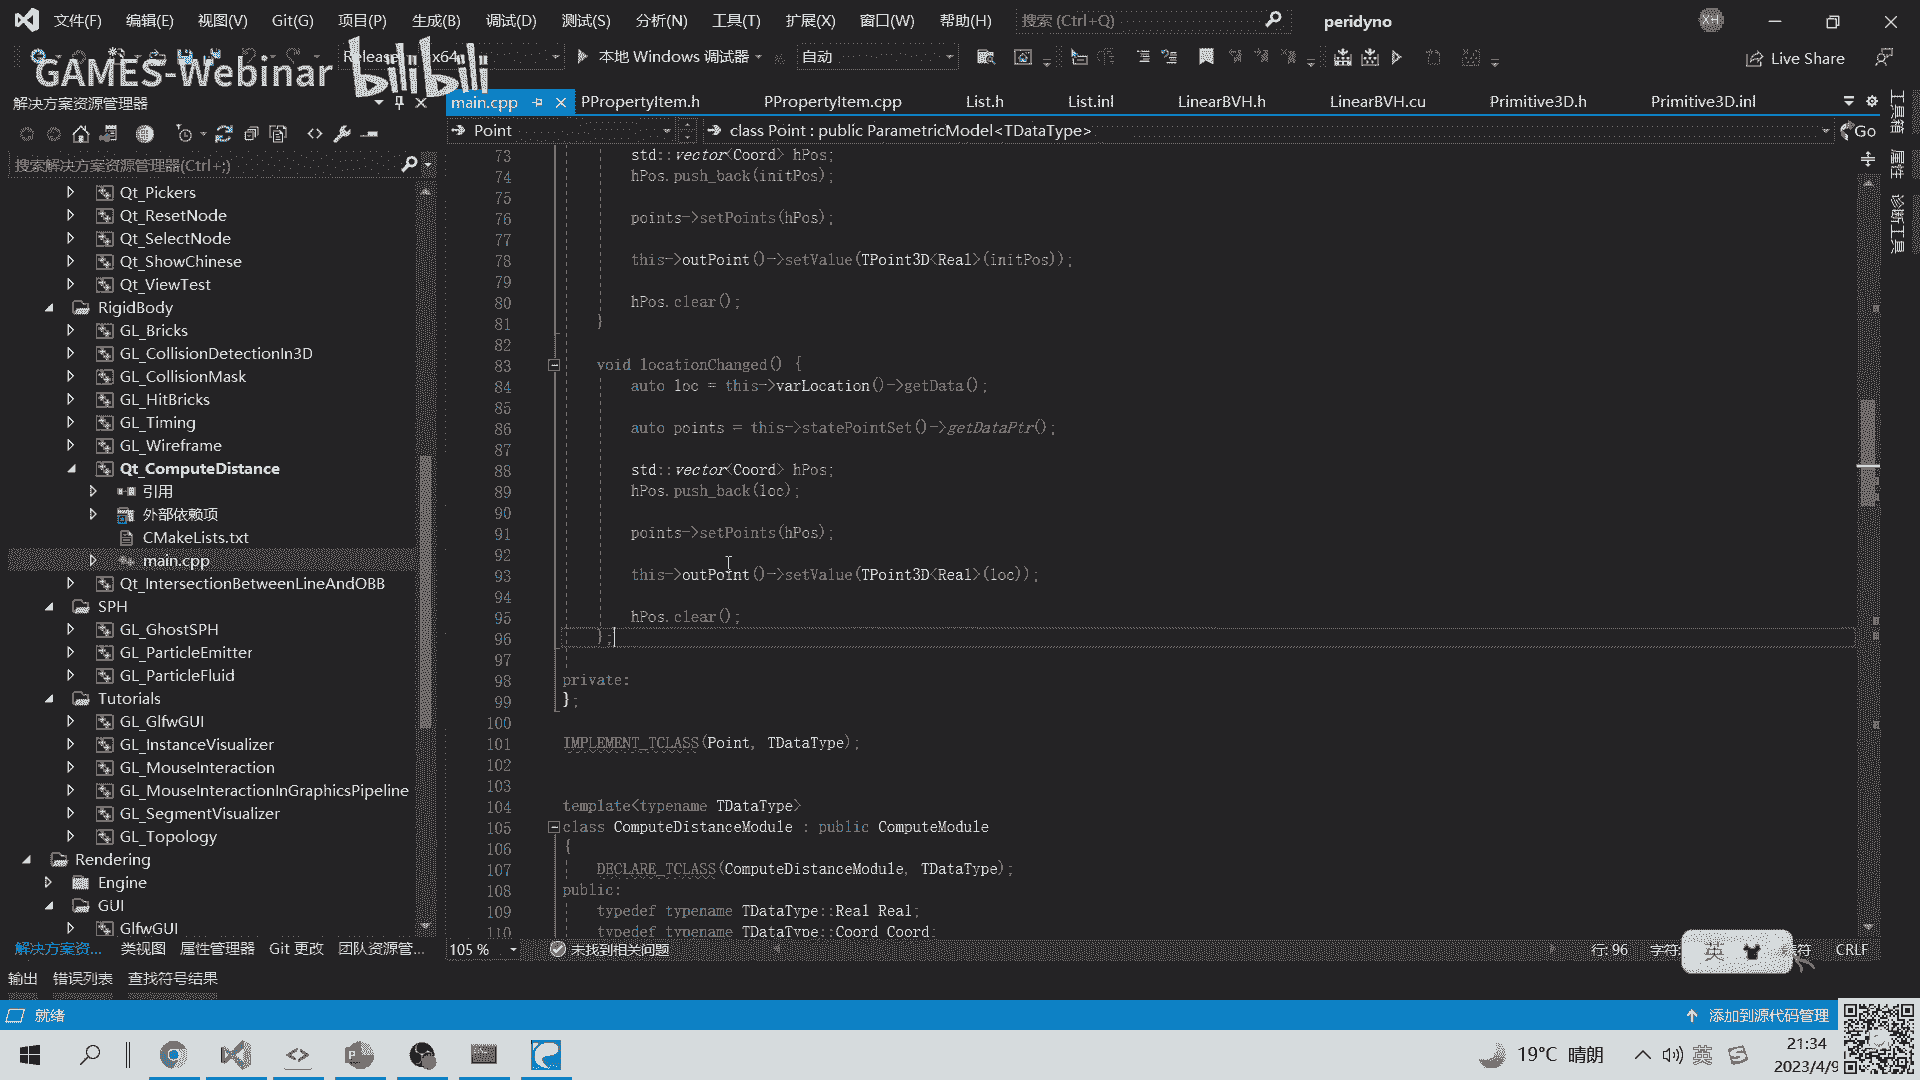 文件(F) 编辑(E) 视图(V) Git(G) 项目(P) 生成(B) 调试(D) 测试(S) 分析(N) 工具(T) 扩展(X) 窗口(W) 帮助(H) 搜索 (Ctrl+Q) peridyno XH
Release x64 本地 Windows 调试器 自动 Live Share
GAMES-Webinar bilibili
解决方案资源管理器
main.cpp PPropertyItem.h PPropertyItem.cpp List.h List.inl LinearBVH.h LinearBVH.cu Primitive3D.h Primitive3D.inl
Point class Point : public ParametricModel<TDataType> Go
搜索解决方案资源管理器(Ctrl+;)
工具箱
属性
诊断工具
Qt_Pickers
Qt_ResetNode
Qt_SelectNode
Qt_ShowChinese
Qt_ViewTest
RigidBody
GL_Bricks
GL_CollisionDetectionIn3D
GL_CollisionMask
GL_HitBricks
GL_Timing
GL_Wireframe
Qt_ComputeDistance
引用
外部依赖项
CMakeLists.txt
main.cpp
Qt_IntersectionBetweenLineAndOBB
SPH
GL_GhostSPH
GL_ParticleEmitter
GL_ParticleFluid
Tutorials
GL_GlfwGUI
GL_InstanceVisualizer
GL_MouseInteraction
GL_MouseInteractionInGraphicsPipeline
GL_SegmentVisualizer
GL_Topology
Rendering
Engine
GUI
GlfwGUI
73 std::vector<Coord> hPos;
74 hPos.push_back(initPos);
75
76 points->setPoints(hPos);
77
78 this->outPoint()->setValue(TPoint3D<Real>(initPos));
79
80 hPos.clear();
81 }
82
83 void locationChanged() {
84 auto loc = this->varLocation()->getData();
85
86 auto points = this->statePointSet()->getDataPtr();
87
88 std::vector<Coord> hPos;
89 hPos.push_back(loc);
90
91 points->setPoints(hPos);
92
93 this->outPoint()->setValue(TPoint3D<Real>(loc));
94
95 hPos.clear();
96 };
97
98 private:
99 };
100
101 IMPLEMENT_TCLASS(Point, TDataType);
102
103
104 template<typename TDataType>
105 class ComputeDistanceModule : public ComputeModule
106 {
107 DECLARE_TCLASS(ComputeDistanceModule, TDataType);
108 public:
109 typedef typename TDataType::Real Real;
110 typedef typename TDataType::Coord Coord;
解决方案资... 类视图 属性管理器 Git 更改 团队资源管... 105 % 未找到相关问题 行: 96 字符: 英 CRLF
输出 错误列表 查找符号结果
就绪 添加到源代码管理
19°C 晴朗 英 21:34
2023/4/9